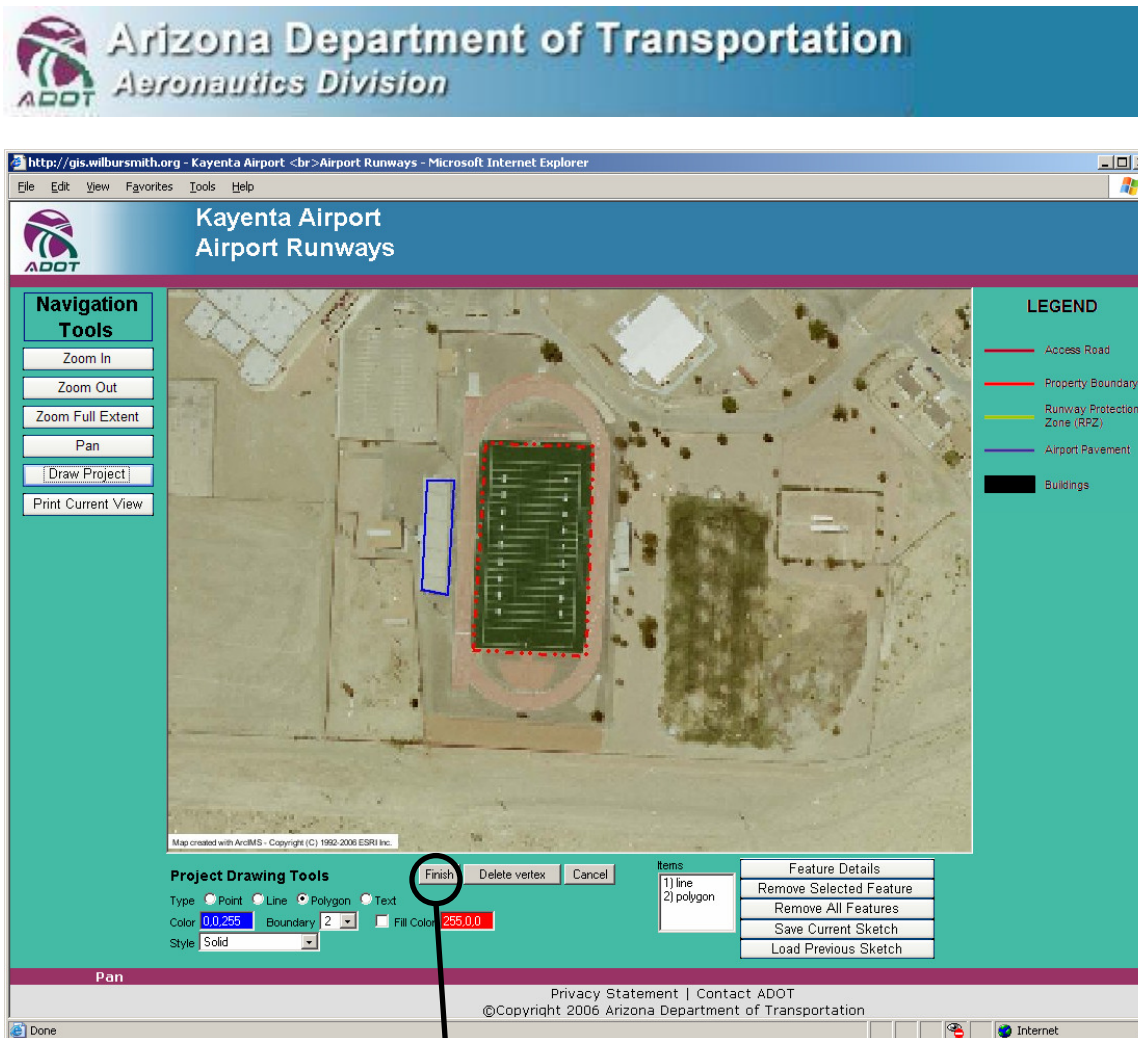 Arizona Department of Transportation
Aeronautics Division
ADOT
http://gis.wilbursmith.org - Kayenta Airport <br>Airport Runways - Microsoft Internet Explorer
File Edit View Favorites Tools Help
ADOT
Kayenta Airport
Airport Runways
Navigation
Tools
Zoom In
Zoom Out
Zoom Full Extent
Pan
Draw Project
Print Current View
LEGEND
Access Road
Property Boundary
Runway Protection
Zone (RPZ)
Airport Pavement
Buildings
Map created with ArcIMS - Copyright (C) 1992-2006 ESRI Inc.
Project Drawing Tools
Finish Delete vertex Cancel
Type Point Line Polygon Text
Color 0,0,255 Boundary 2 Fill Color 255,0,0
Style Solid
Items
1) line
2) polygon
Feature Details
Remove Selected Feature
Remove All Features
Save Current Sketch
Load Previous Sketch
Pan
Privacy Statement | Contact ADOT
©Copyright 2006 Arizona Department of Transportation
Done Internet